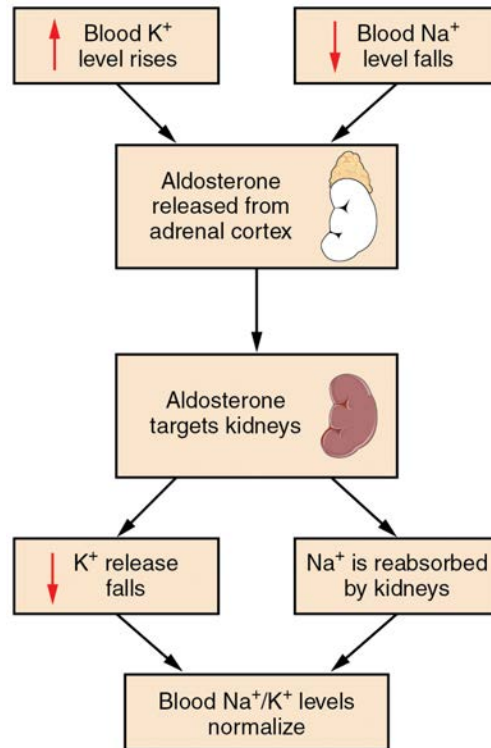 Blood K⁺
level rises
Blood Na⁺
level falls
Aldosterone
released from
adrenal cortex
Aldosterone
targets kidneys
K⁺ release
falls
Na⁺ is reabsorbed
by kidneys
Blood Na⁺/K⁺ levels
normalize